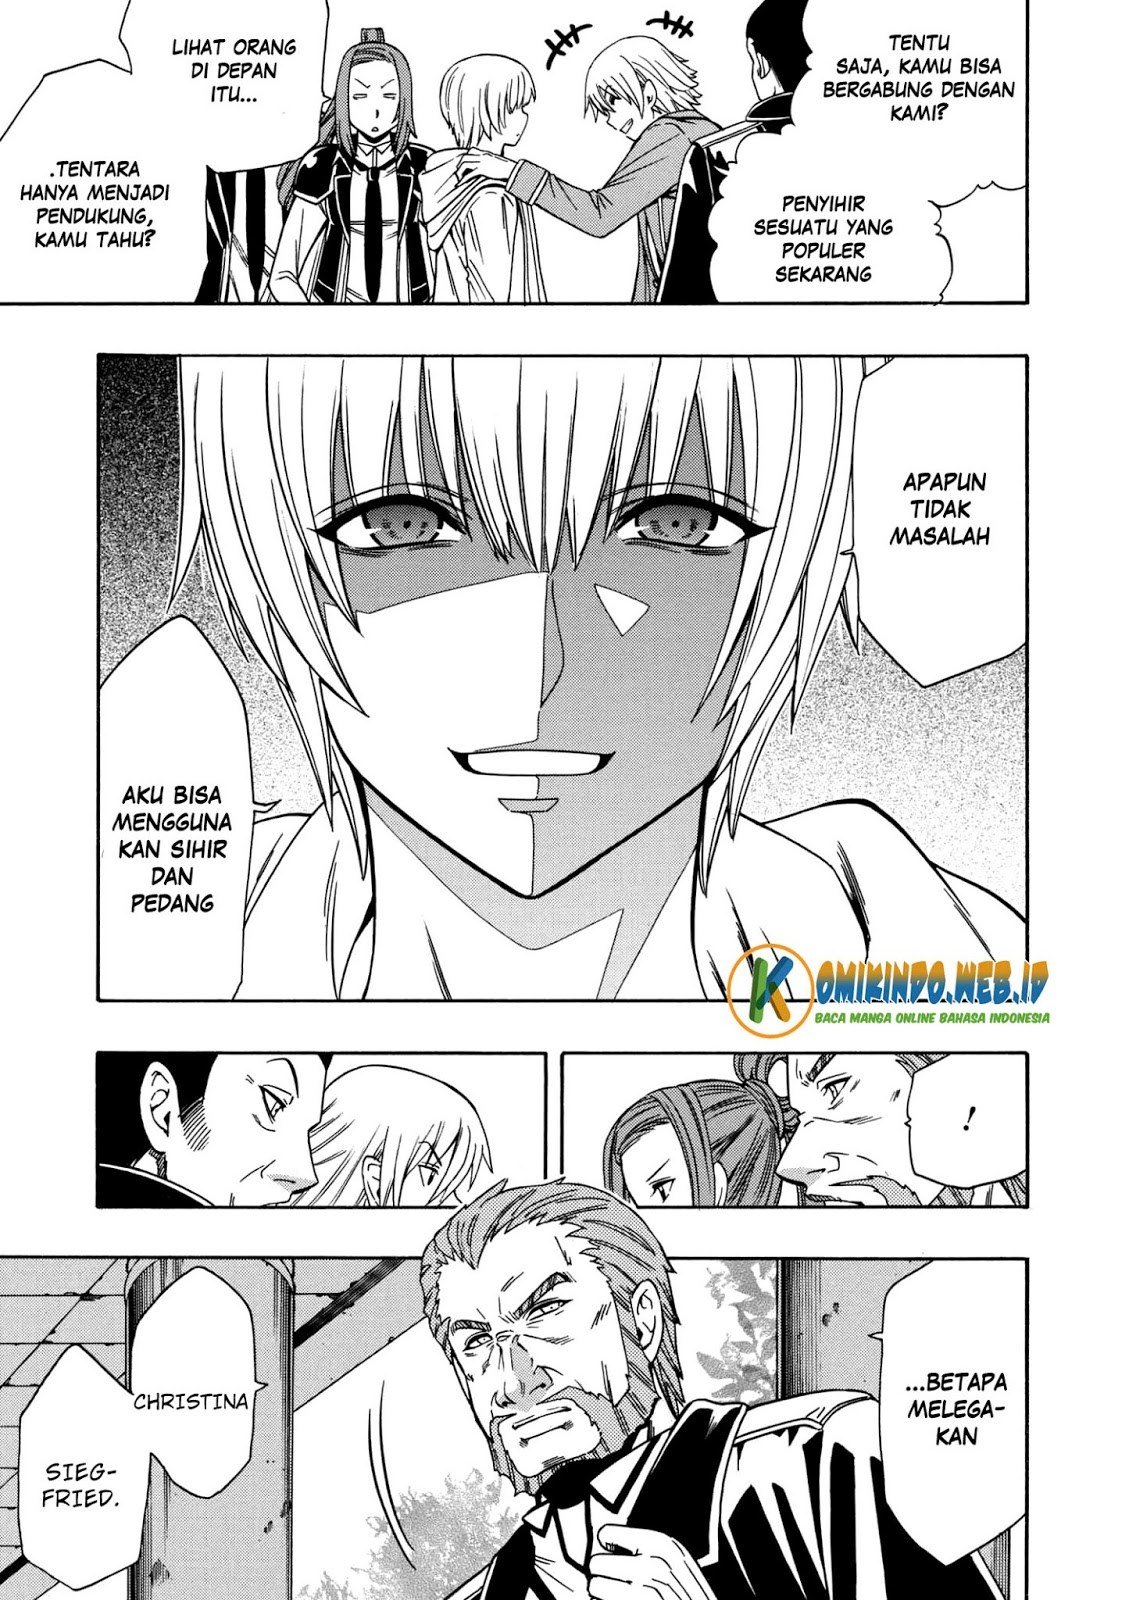 TENTU
SAJA, KAMU BISA
BERGABUNG DENGAN
KAMI?
PENYIHIR
SESUATU YANG
POPULER
SEKARANG
LIHAT ORANG
DI DEPAN
ITU...
.TENTARA
HANYA MENJADI
PENDUKUNG,
KAMU TAHU?
APAPUN
TIDAK
MASALAH
AKU BISA
MENGGUNA
KAN SIHIR
DAN
PEDANG
KOMIKINDO.WEB.ID
BACA MANGA ONLINE BAHASA INDONESIA
!
...BETAPA
MELEGA-
KAN
CHRISTINA
SIEG-
FRIED.